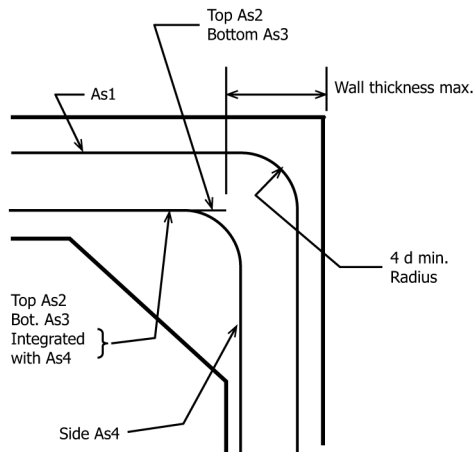 Top As2
Bottom As3
As1
Wall thickness max.
4 d min.
Radius
Top As2
Bot. As3
Integrated
with As4
Side As4